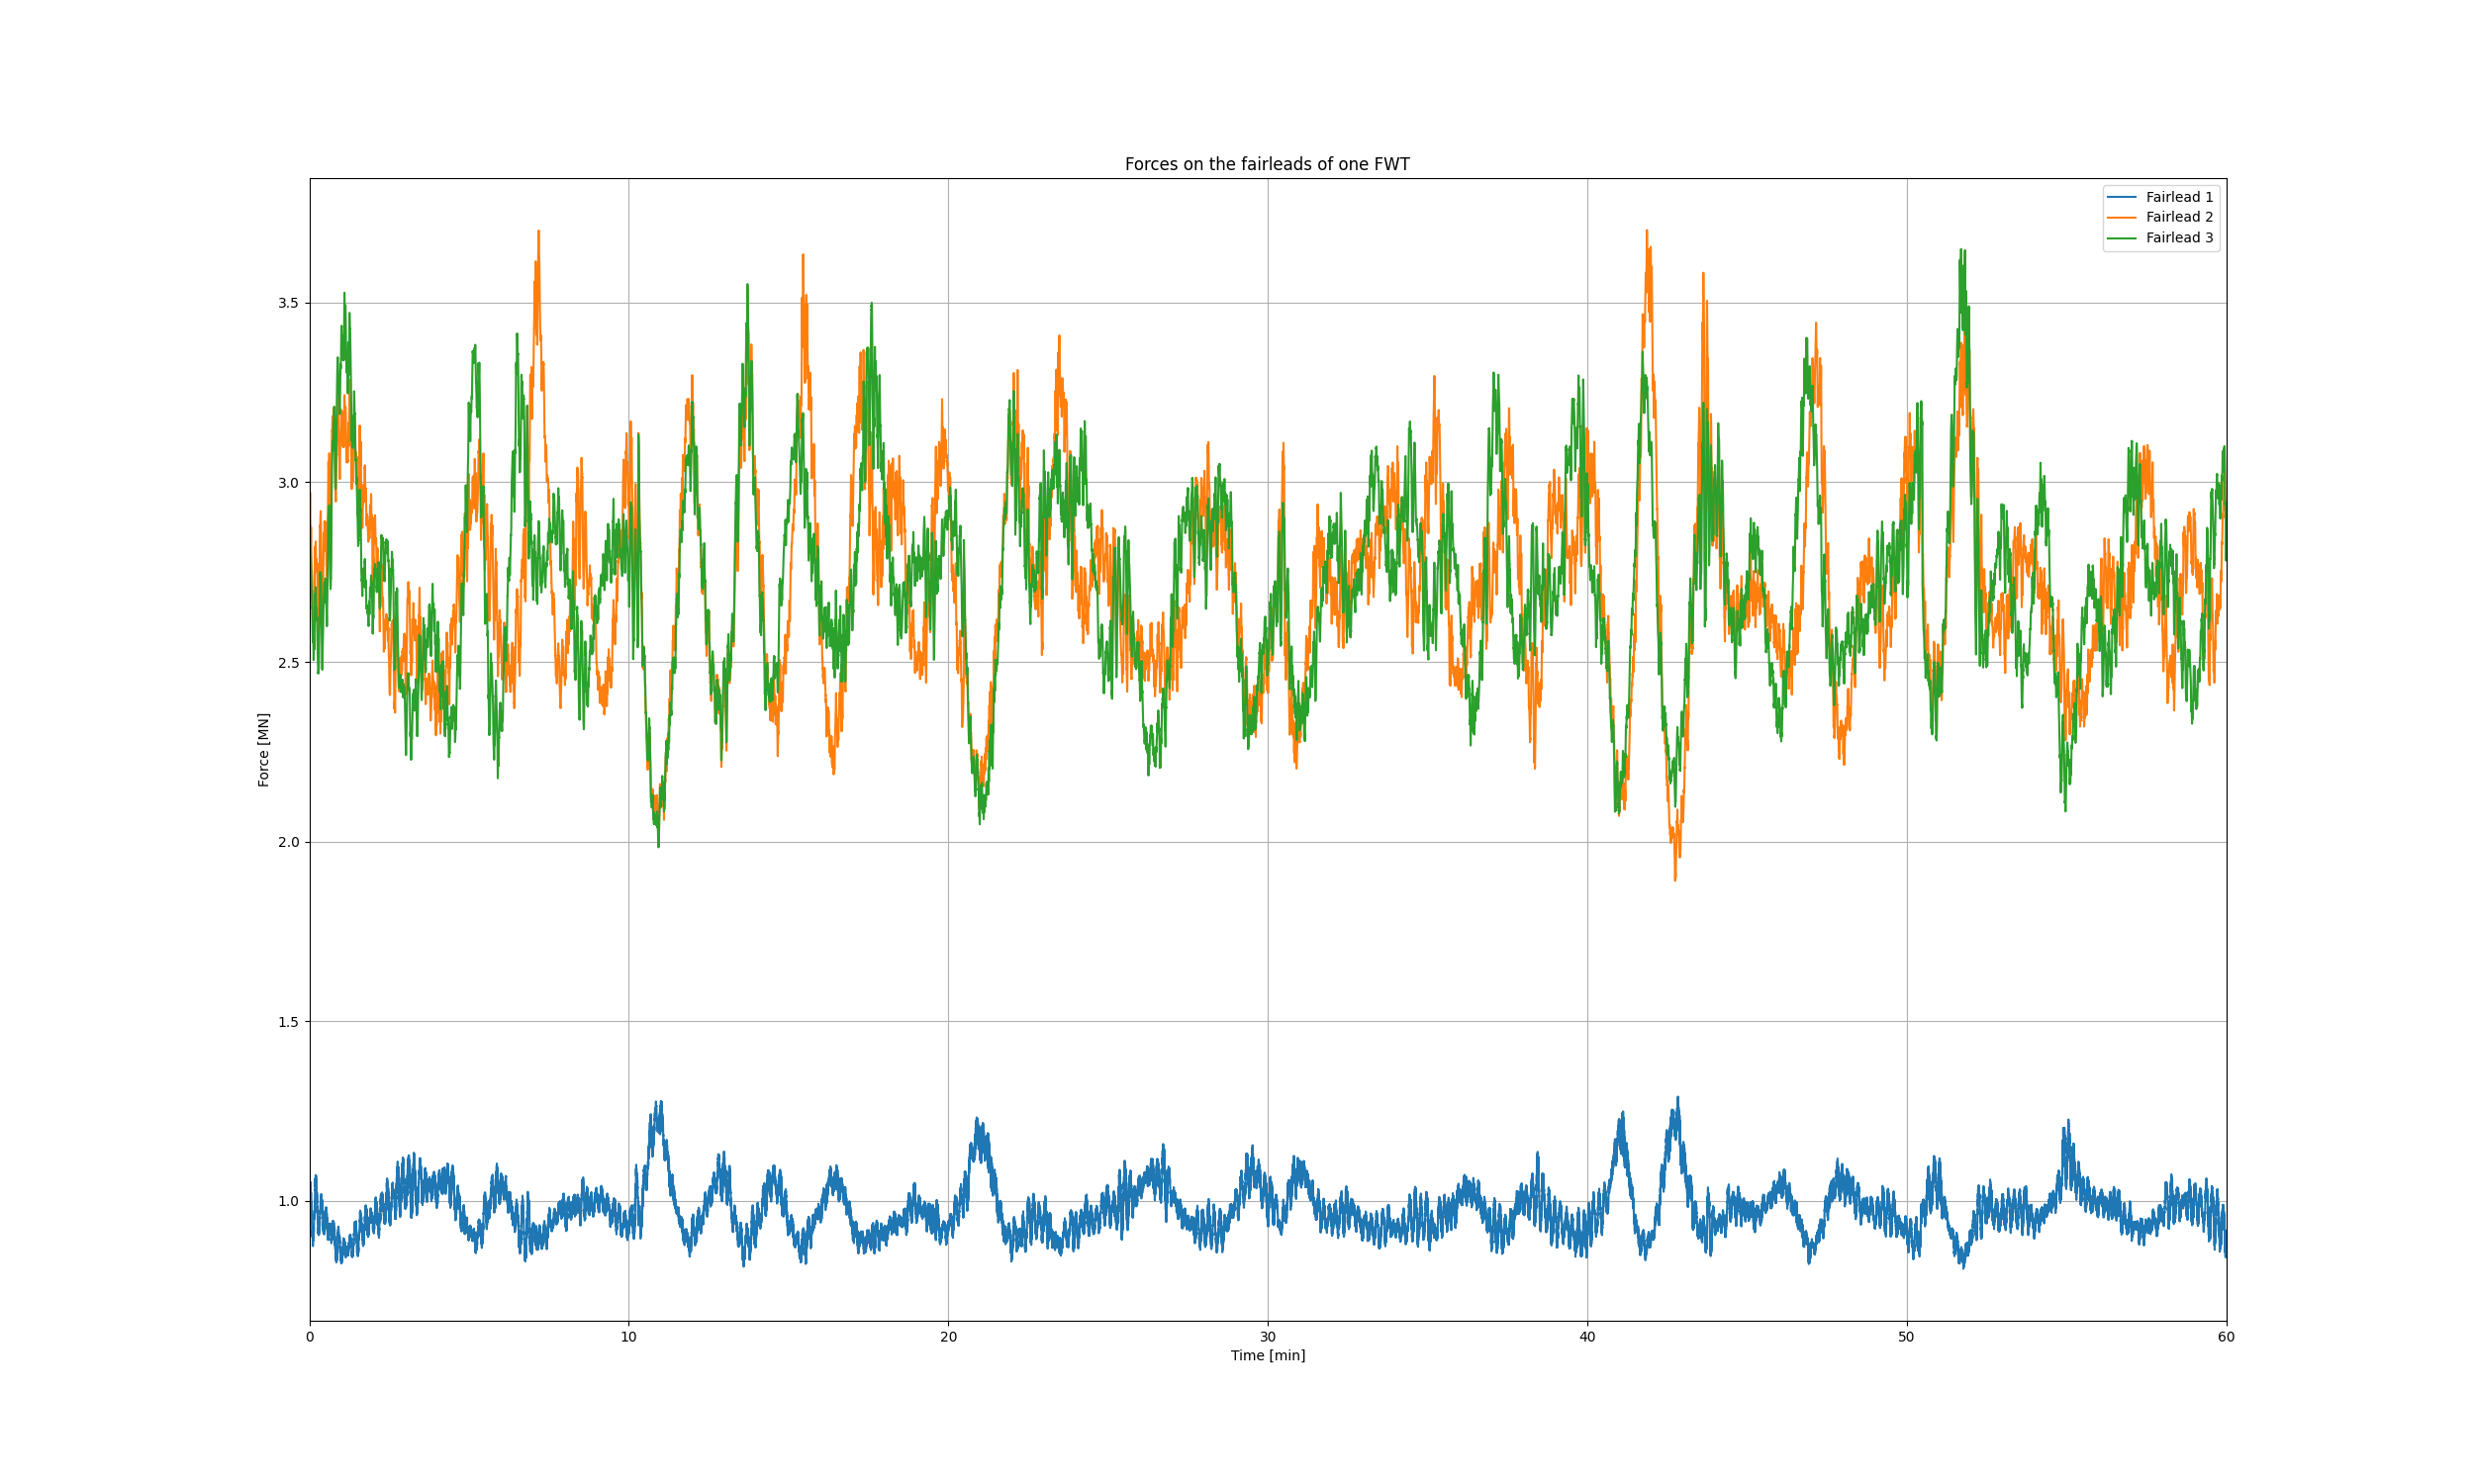 Forces on the fairleads of one FWT
Fairlead 1
Fairlead 2
Fairlead 3
3.5
3.0
2.5
2.0
1.5
1.0
Force [MN]
0 10 20 30 40 50 60
Time [min]